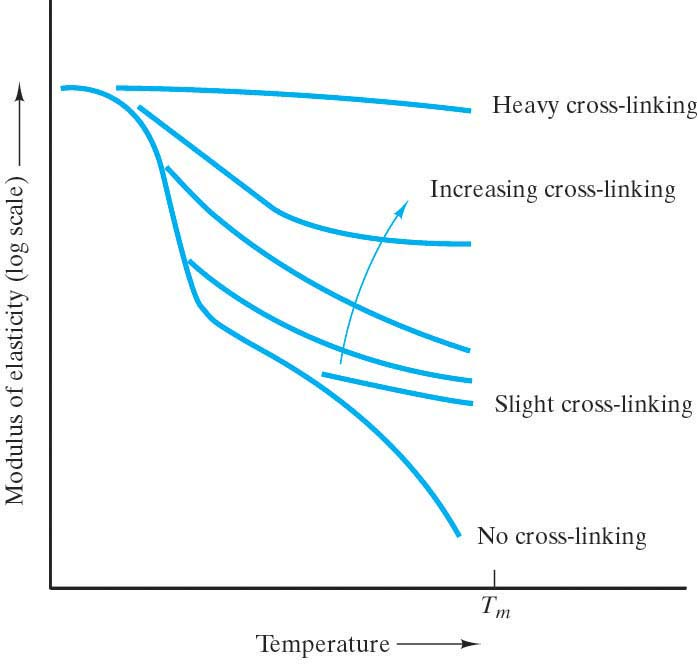 Modulus of elasticity (log scale)
Heavy cross-linking
Increasing cross-linking
Slight cross-linking
No cross-linking
Tm
Temperature